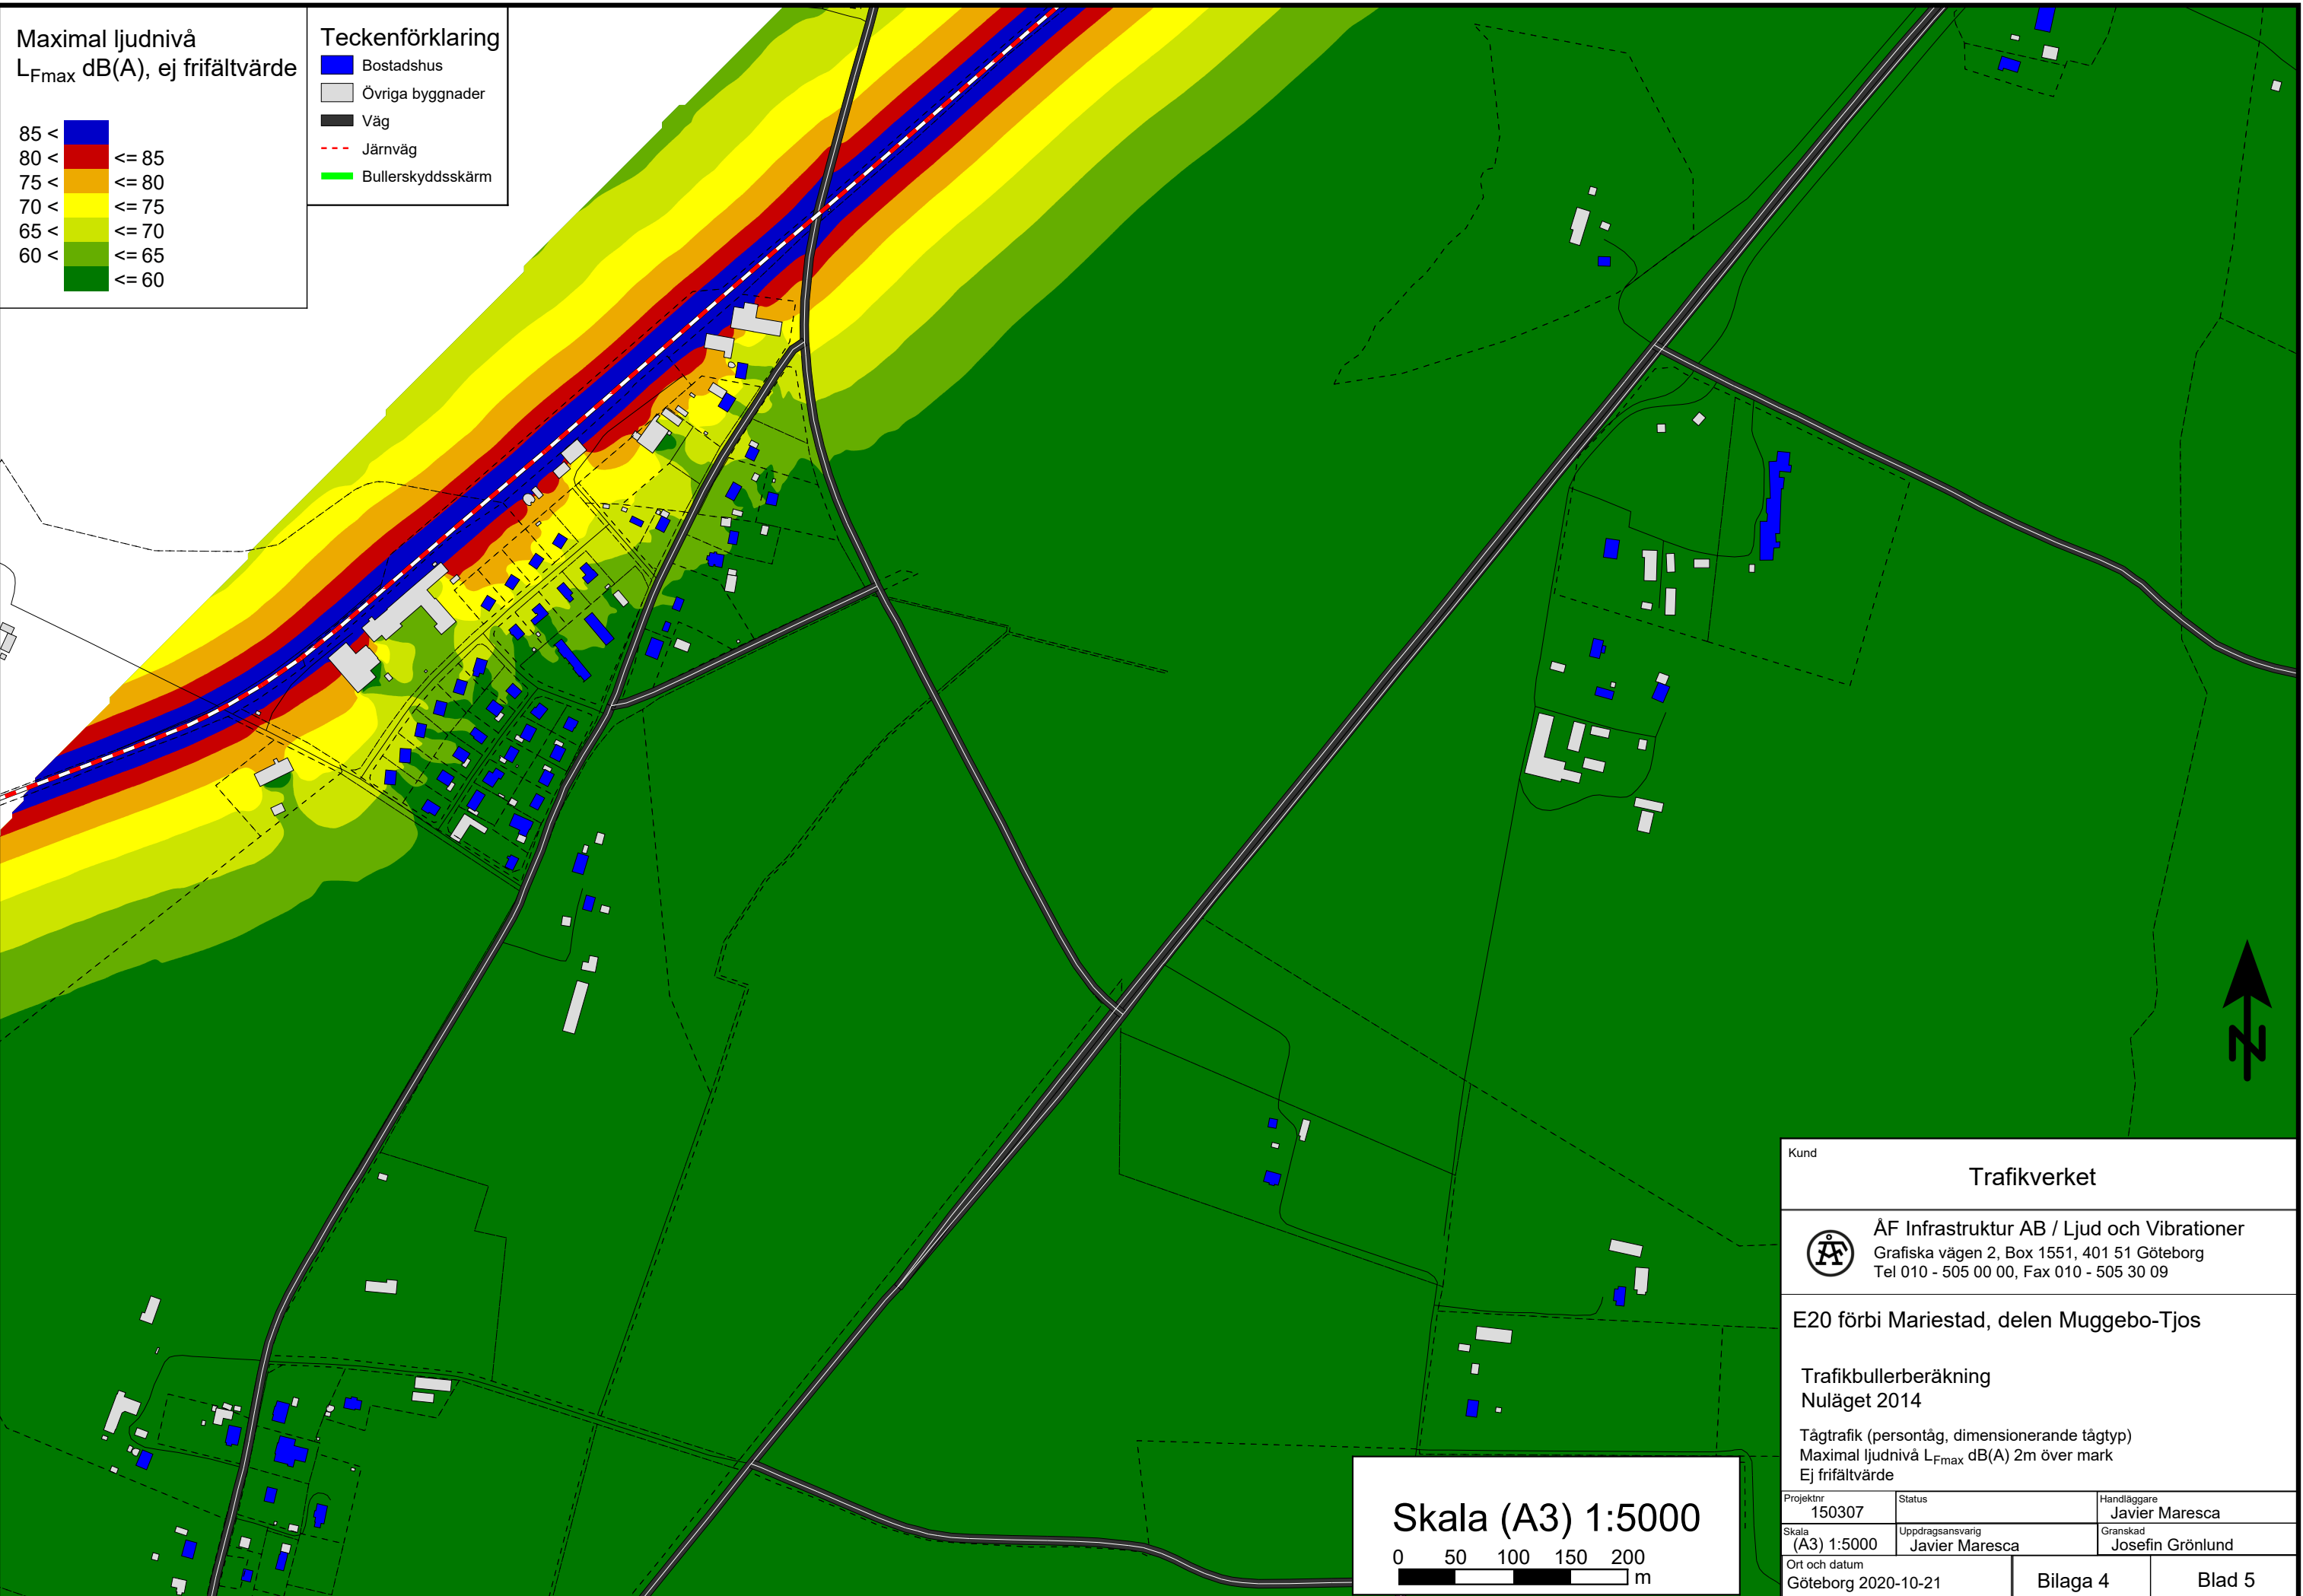 Maximal ljudnivå
LFmax dB(A), ej frifältvärde
85 <
80 < <= 85
75 < <= 80
70 < <= 75
65 < <= 70
60 < <= 65
<= 60
Teckenförklaring
Bostadshus
Övriga byggnader
Väg
Järnväg
Bullerskyddsskärm
N
Skala (A3) 1:5000
0 50 100 150 200
m
Kund
Trafikverket
ÅF
ÅF Infrastruktur AB / Ljud och Vibrationer
Grafiska vägen 2, Box 1551, 401 51 Göteborg
Tel 010 - 505 00 00, Fax 010 - 505 30 09
E20 förbi Mariestad, delen Muggebo-Tjos
Trafikbullerberäkning
Nuläget 2014
Tågtrafik (persontåg, dimensionerande tågtyp)
Maximal ljudnivå LFmax dB(A) 2m över mark
Ej frifältvärde
Projektnr
150307
Status
Handläggare
Javier Maresca
Skala
(A3) 1:5000
Uppdragsansvarig
Javier Maresca
Granskad
Josefin Grönlund
Ort och datum
Göteborg 2020-10-21
Bilaga 4
Blad 5